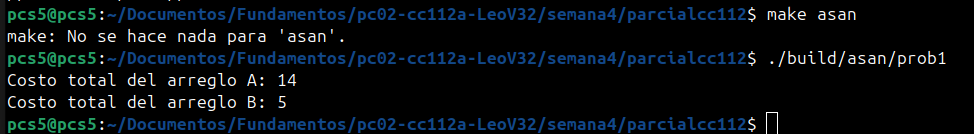 pcs5@pcs5:~/Documentos/Fundamentos/pc02-cc112a-LeoV32/semana4/parcialcc112$ make asan
make: No se hace nada para 'asan'.
pcs5@pcs5:~/Documentos/Fundamentos/pc02-cc112a-LeoV32/semana4/parcialcc112$ ./build/asan/prob1
Costo total del arreglo A: 14
Costo total del arreglo B: 5
pcs5@pcs5:~/Documentos/Fundamentos/pc02-cc112a-LeoV32/semana4/parcialcc112$